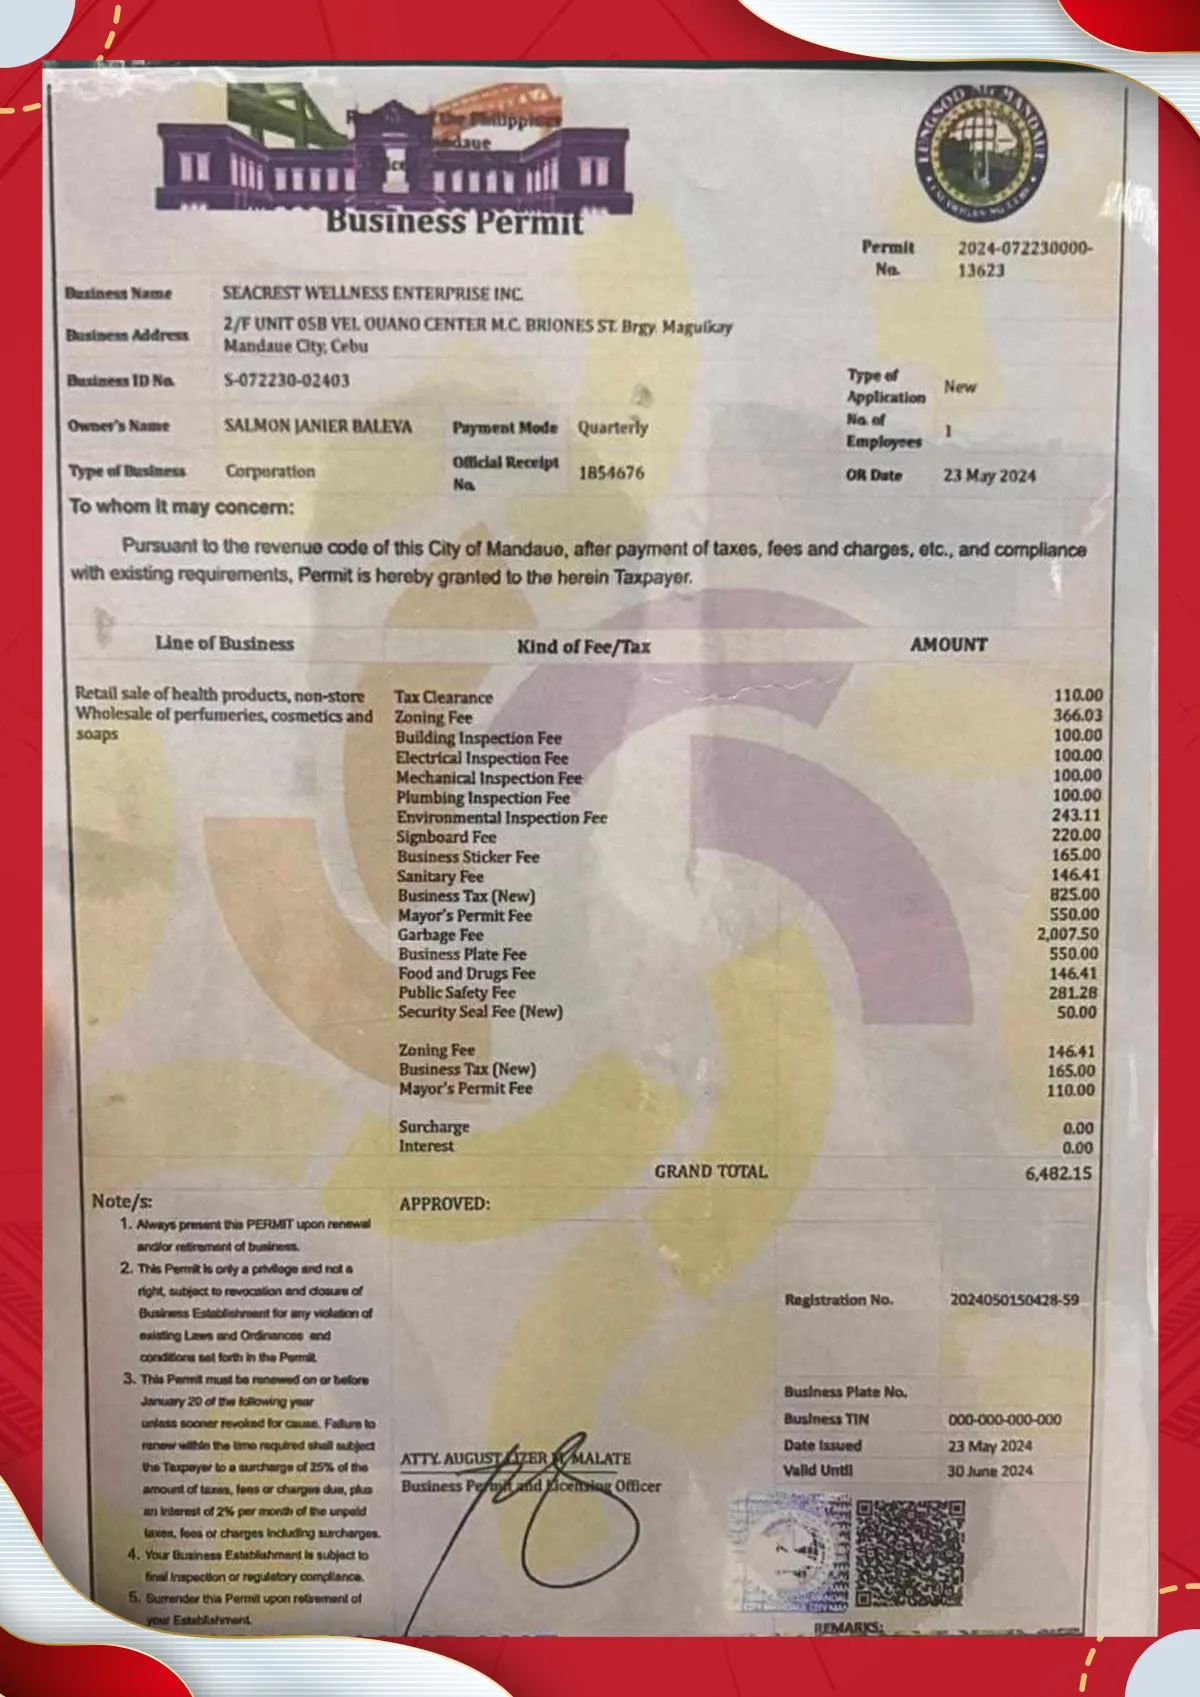 the Philippines
Business Permit
LUNGSOD NG MANDAUE
Permit No. 2024-072230000-13623
Business Name SEACREST WELLNESS ENTERPRISE INC.
Business Address 2/F UNIT 05B VEL OUANO CENTER M.C. BRIONES ST. Brgy. Maguikay
Mandaue City, Cebu
Business ID No. S-072230-02403
Type of Application New
Owner's Name SALMON JANIER BALEVA Payment Mode Quarterly No. of Employees 1
Type of Business Corporation Official Receipt No. 1854676 OR Date 23 May 2024
To whom it may concern:
Pursuant to the revenue code of this City of Mandaue, after payment of taxes, fees and charges, etc., and compliance
with existing requirements, Permit is hereby granted to the herein Taxpayer.
Line of Business Kind of Fee/Tax AMOUNT
Retail sale of health products, non-store
Wholesale of perfumeries, cosmetics and
soaps
Tax Clearance 110.00
Zoning Fee 366.03
Building Inspection Fee 100.00
Electrical Inspection Fee 100.00
Mechanical Inspection Fee 100.00
Plumbing Inspection Fee 100.00
Environmental Inspection Fee 243.11
Signboard Fee 220.00
Business Sticker Fee 165.00
Sanitary Fee 146.41
Business Tax (New) 825.00
Mayor's Permit Fee 550.00
Garbage Fee 2,007.50
Business Plate Fee 550.00
Food and Drugs Fee 146.41
Public Safety Fee 281.28
Security Seal Fee (New) 50.00
Zoning Fee 146.41
Business Tax (New) 165.00
Mayor's Permit Fee 110.00
Surcharge 0.00
Interest 0.00
GRAND TOTAL 6,482.15
Note/s:
1. Always present this PERMIT upon renewal
and/or retirement of business.
2. This Permit is only a privilege and not a
right, subject to revocation and closure of
Business Establishment for any violation of
existing Laws and Ordinances and
conditions set forth in the Permit.
3. This Permit must be renewed on or before
January 20 of the following year
unless sooner revoked for cause. Failure to
renew within the time required shall subject
the Taxpayer to a surcharge of 25% of the
amount of taxes, fees or charges due, plus
an interest of 2% per month of the unpaid
taxes, fees or charges including surcharges.
4. Your Business Establishment is subject to
final inspection or regulatory compliance.
5. Surrender this Permit upon retirement of
your Establishment.
APPROVED:
ATTY. AUGUST MALATE
Business Permit and Licensing Officer
Registration No. 2024050150428-59
Business Plate No.
Business TIN 000-000-000-000
Date Issued 23 May 2024
Valid Until 30 June 2024
REMARKS: